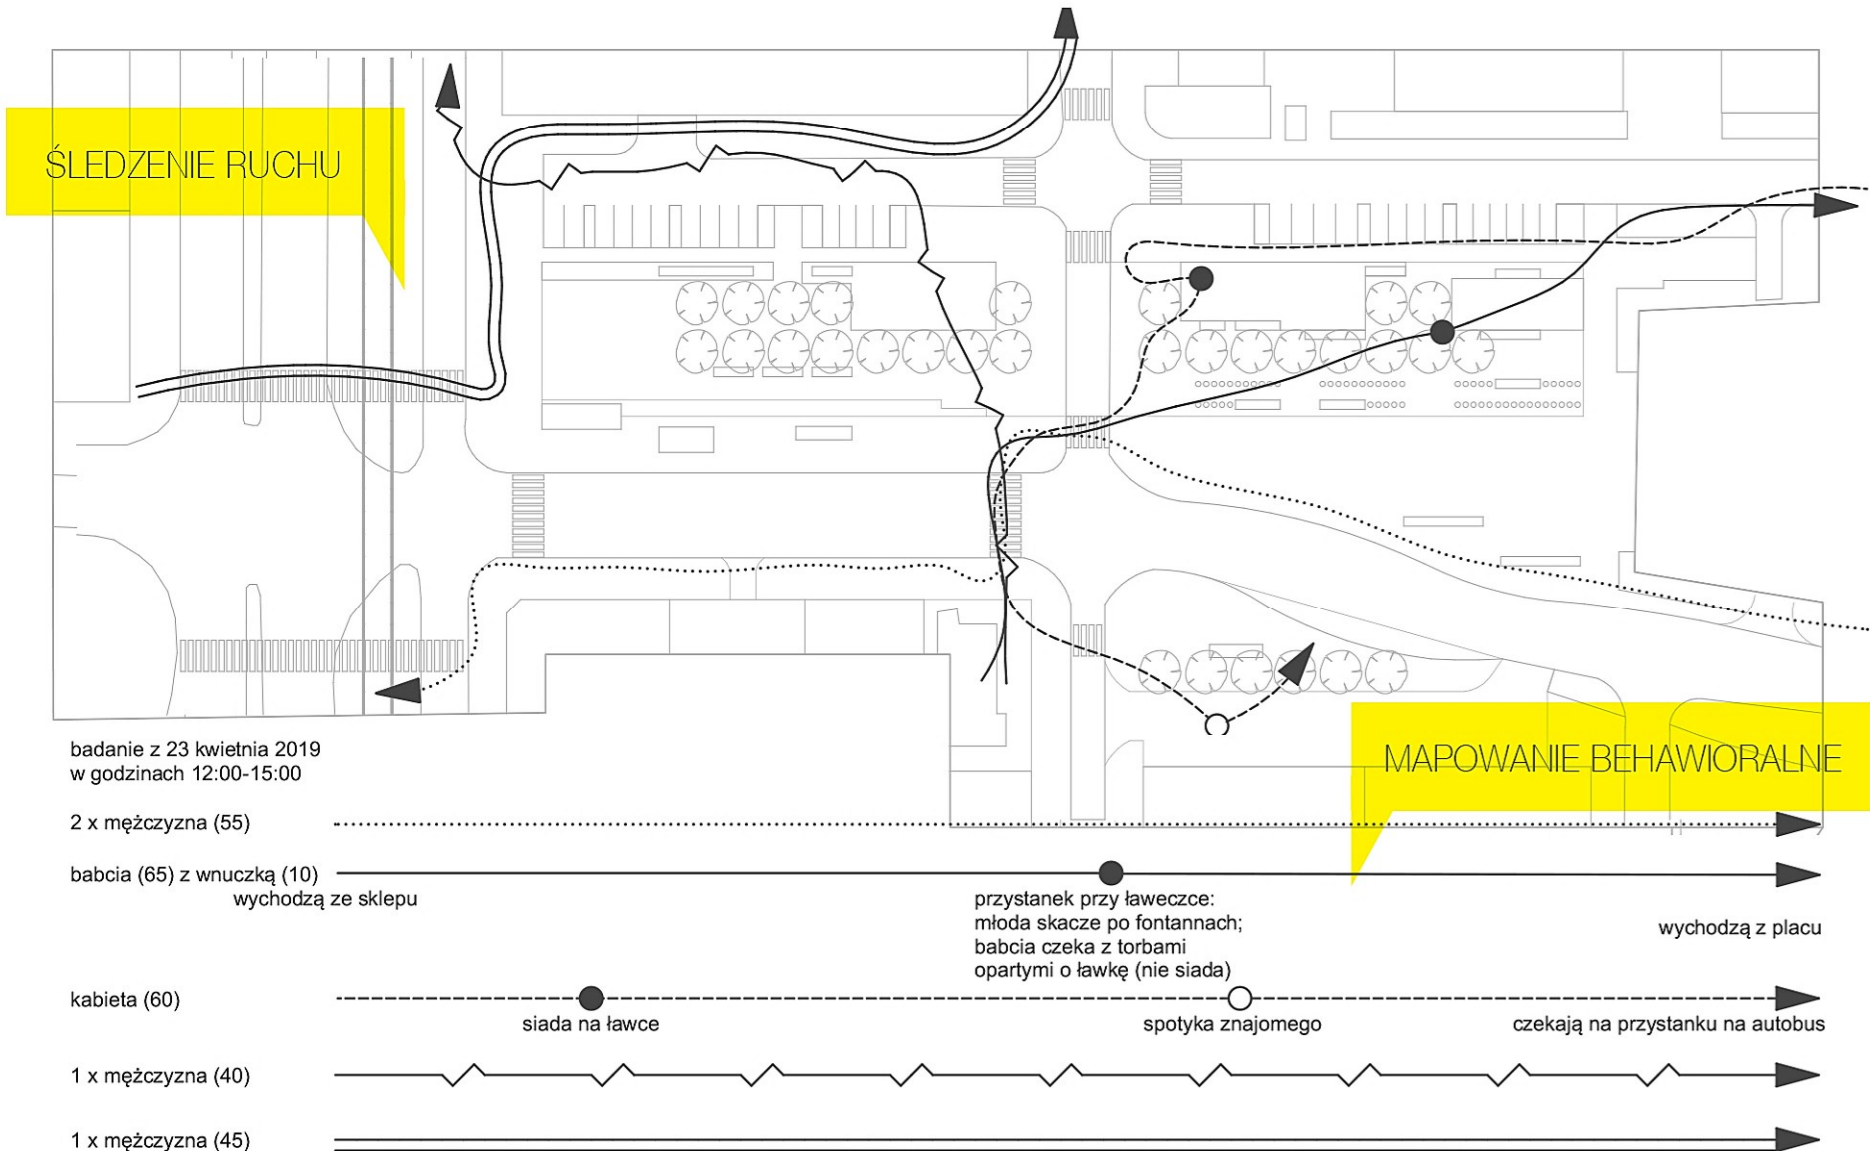 ŚLEDZENIE RUCHU
MAPOWANIE BEHAWIORALNE
badanie z 23 kwietnia 2019
w godzinach 12:00-15:00
2 x mężczyzna (55)
babcia (65) z wnuczką (10)
wychodzą ze sklepu
przystanek przy ławeczce:
młoda skacze po fontannach;
babcia czeka z torbami
opartymi o ławkę (nie siada)
wychodzą z placu
kabieta (60)
siada na ławce
spotyka znajomego
czekają na przystanku na autobus
1 x mężczyzna (40)
1 x mężczyzna (45)